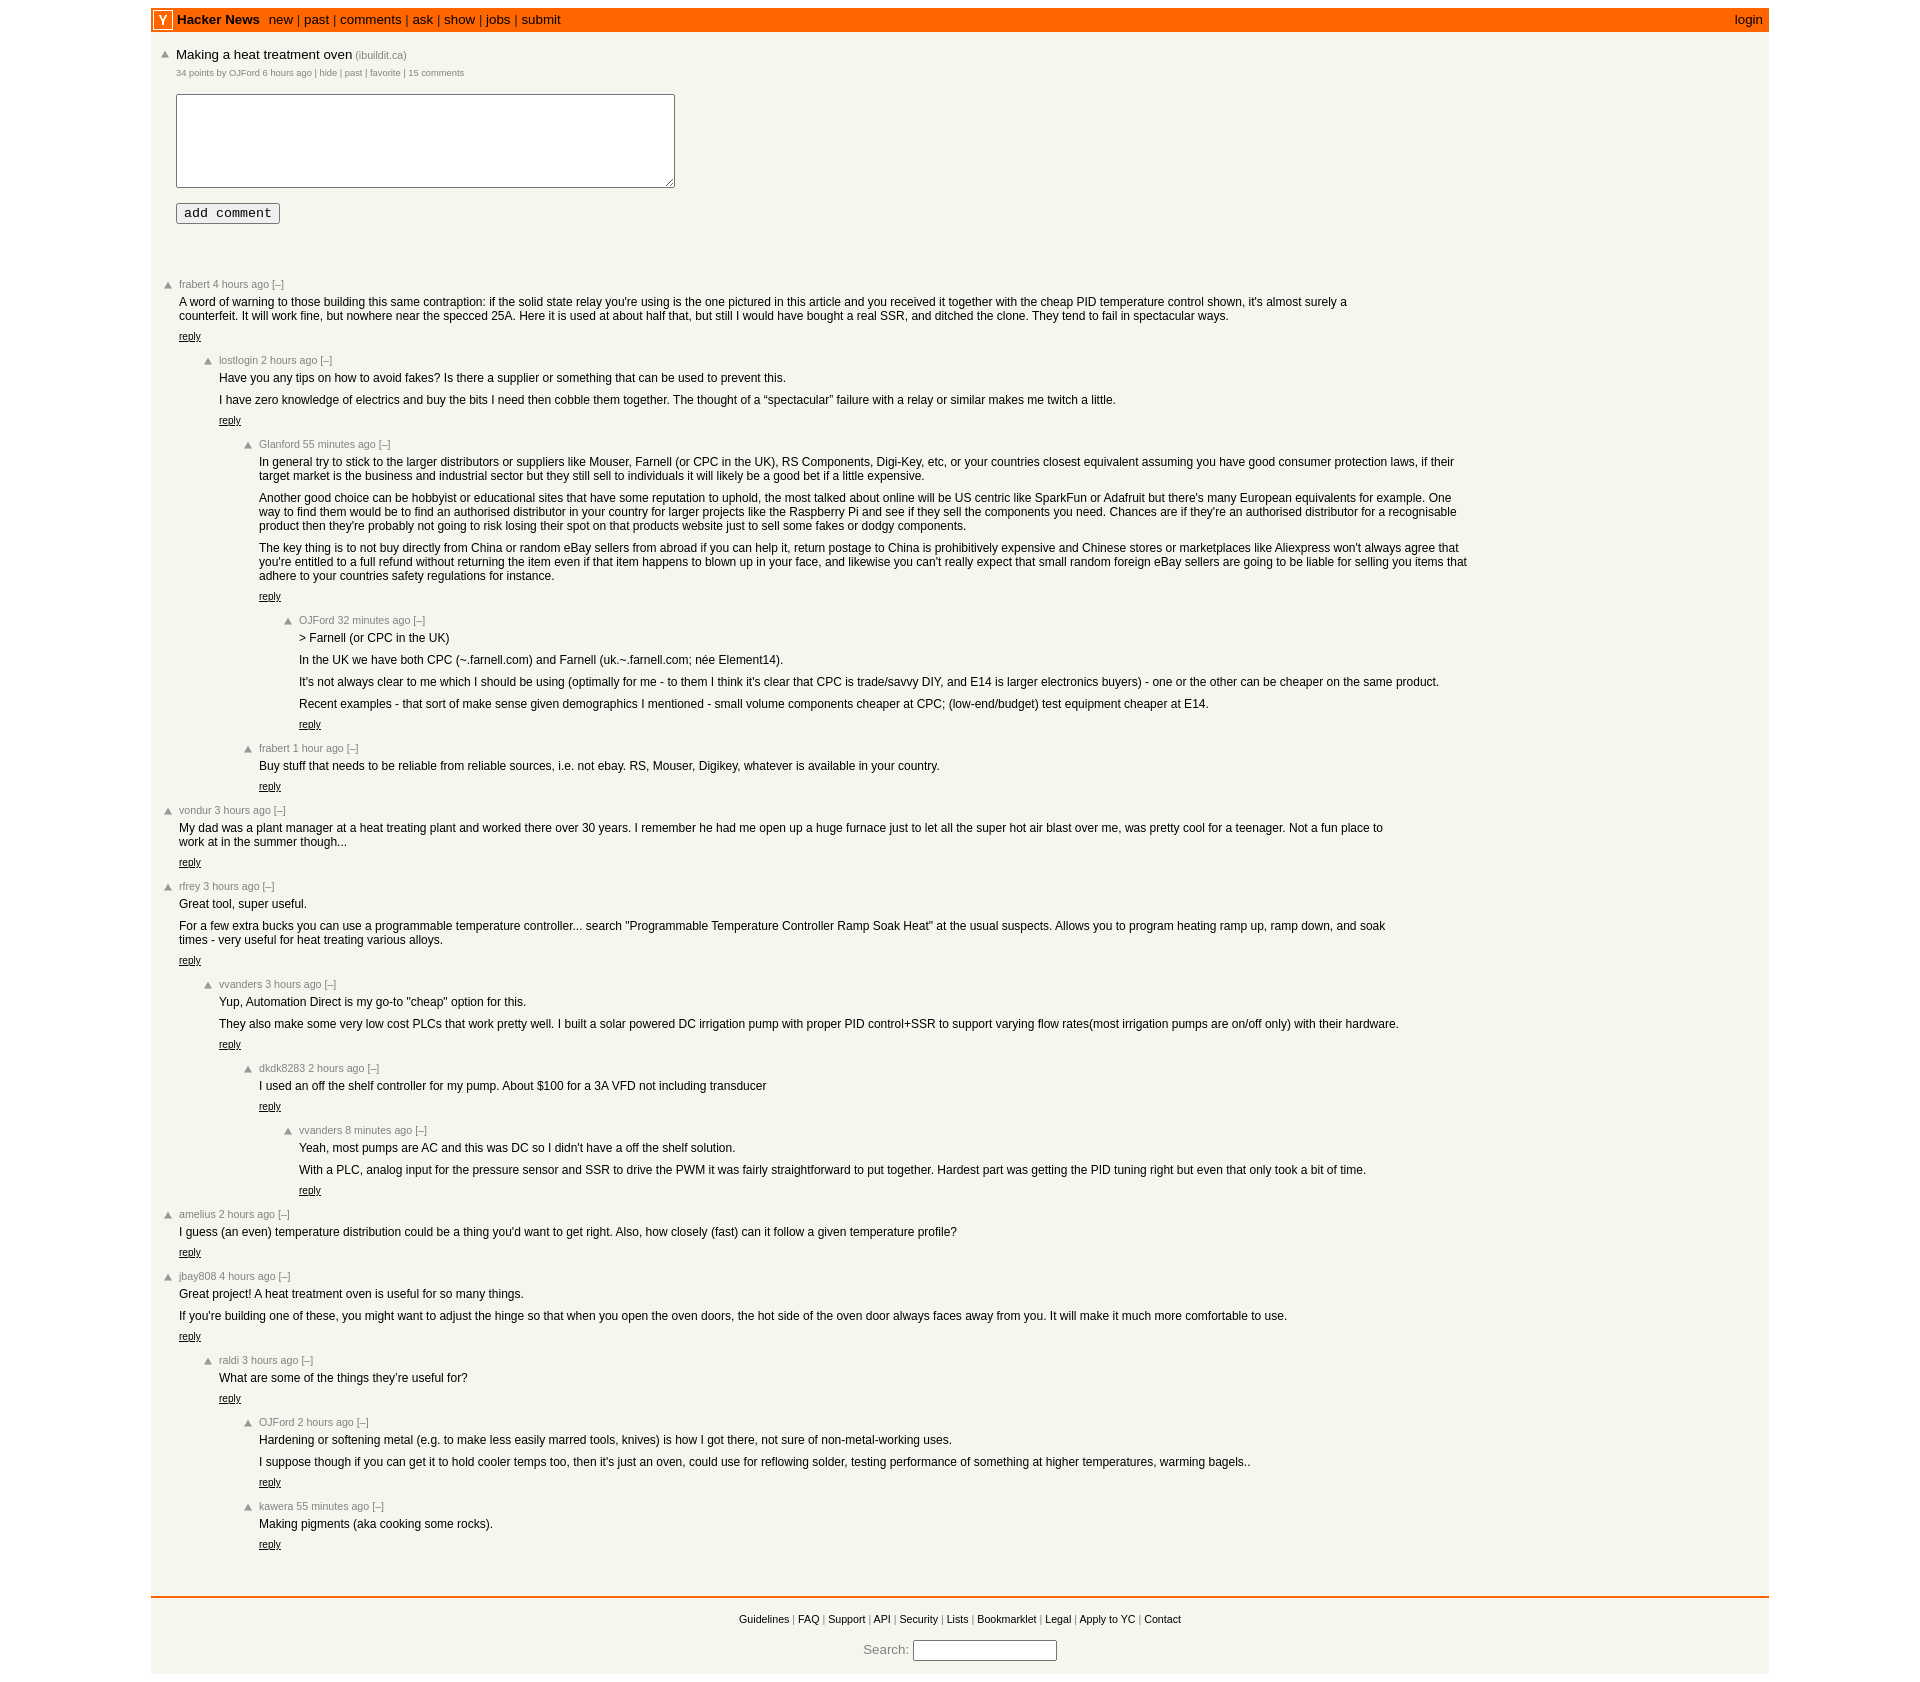 Y Hacker News new | past | comments | ask | show | jobs | submit login
Making a heat treatment oven (ibuildit.ca)
34 points by OJFord 6 hours ago | hide | past | favorite | 15 comments
add comment
frabert 4 hours ago [–]
A word of warning to those building this same contraption: if the solid state relay you're using is the one pictured in this article and you received it together with the cheap PID temperature control shown, it's almost surely a
counterfeit. It will work fine, but nowhere near the specced 25A. Here it is used at about half that, but still I would have bought a real SSR, and ditched the clone. They tend to fail in spectacular ways.
reply
lostlogin 2 hours ago [–]
Have you any tips on how to avoid fakes? Is there a supplier or something that can be used to prevent this.
I have zero knowledge of electrics and buy the bits I need then cobble them together. The thought of a “spectacular” failure with a relay or similar makes me twitch a little.
reply
Glanford 55 minutes ago [–]
In general try to stick to the larger distributors or suppliers like Mouser, Farnell (or CPC in the UK), RS Components, Digi-Key, etc, or your countries closest equivalent assuming you have good consumer protection laws, if their
target market is the business and industrial sector but they still sell to individuals it will likely be a good bet if a little expensive.
Another good choice can be hobbyist or educational sites that have some reputation to uphold, the most talked about online will be US centric like SparkFun or Adafruit but there's many European equivalents for example. One
way to find them would be to find an authorised distributor in your country for larger projects like the Raspberry Pi and see if they sell the components you need. Chances are if they're an authorised distributor for a recognisable
product then they're probably not going to risk losing their spot on that products website just to sell some fakes or dodgy components.
The key thing is to not buy directly from China or random eBay sellers from abroad if you can help it, return postage to China is prohibitively expensive and Chinese stores or marketplaces like Aliexpress won't always agree that
you're entitled to a full refund without returning the item even if that item happens to blown up in your face, and likewise you can't really expect that small random foreign eBay sellers are going to be liable for selling you items that
adhere to your countries safety regulations for instance.
reply
OJFord 32 minutes ago [–]
> Farnell (or CPC in the UK)
In the UK we have both CPC (~.farnell.com) and Farnell (uk.~.farnell.com; née Element14).
It's not always clear to me which I should be using (optimally for me - to them I think it's clear that CPC is trade/savvy DIY, and E14 is larger electronics buyers) - one or the other can be cheaper on the same product.
Recent examples - that sort of make sense given demographics I mentioned - small volume components cheaper at CPC; (low-end/budget) test equipment cheaper at E14.
reply
frabert 1 hour ago [–]
Buy stuff that needs to be reliable from reliable sources, i.e. not ebay. RS, Mouser, Digikey, whatever is available in your country.
reply
vondur 3 hours ago [–]
My dad was a plant manager at a heat treating plant and worked there over 30 years. I remember he had me open up a huge furnace just to let all the super hot air blast over me, was pretty cool for a teenager. Not a fun place to
work at in the summer though...
reply
rfrey 3 hours ago [–]
Great tool, super useful.
For a few extra bucks you can use a programmable temperature controller... search "Programmable Temperature Controller Ramp Soak Heat" at the usual suspects. Allows you to program heating ramp up, ramp down, and soak
times - very useful for heat treating various alloys.
reply
vvanders 3 hours ago [–]
Yup, Automation Direct is my go-to "cheap" option for this.
They also make some very low cost PLCs that work pretty well. I built a solar powered DC irrigation pump with proper PID control+SSR to support varying flow rates(most irrigation pumps are on/off only) with their hardware.
reply
dkdk8283 2 hours ago [–]
I used an off the shelf controller for my pump. About $100 for a 3A VFD not including transducer
reply
vvanders 8 minutes ago [–]
Yeah, most pumps are AC and this was DC so I didn't have a off the shelf solution.
With a PLC, analog input for the pressure sensor and SSR to drive the PWM it was fairly straightforward to put together. Hardest part was getting the PID tuning right but even that only took a bit of time.
reply
amelius 2 hours ago [–]
I guess (an even) temperature distribution could be a thing you'd want to get right. Also, how closely (fast) can it follow a given temperature profile?
reply
jbay808 4 hours ago [–]
Great project! A heat treatment oven is useful for so many things.
If you're building one of these, you might want to adjust the hinge so that when you open the oven doors, the hot side of the oven door always faces away from you. It will make it much more comfortable to use.
reply
raldi 3 hours ago [–]
What are some of the things they’re useful for?
reply
OJFord 2 hours ago [–]
Hardening or softening metal (e.g. to make less easily marred tools, knives) is how I got there, not sure of non-metal-working uses.
I suppose though if you can get it to hold cooler temps too, then it's just an oven, could use for reflowing solder, testing performance of something at higher temperatures, warming bagels..
reply
kawera 55 minutes ago [–]
Making pigments (aka cooking some rocks).
reply
Guidelines | FAQ | Support | API | Security | Lists | Bookmarklet | Legal | Apply to YC | Contact
Search: